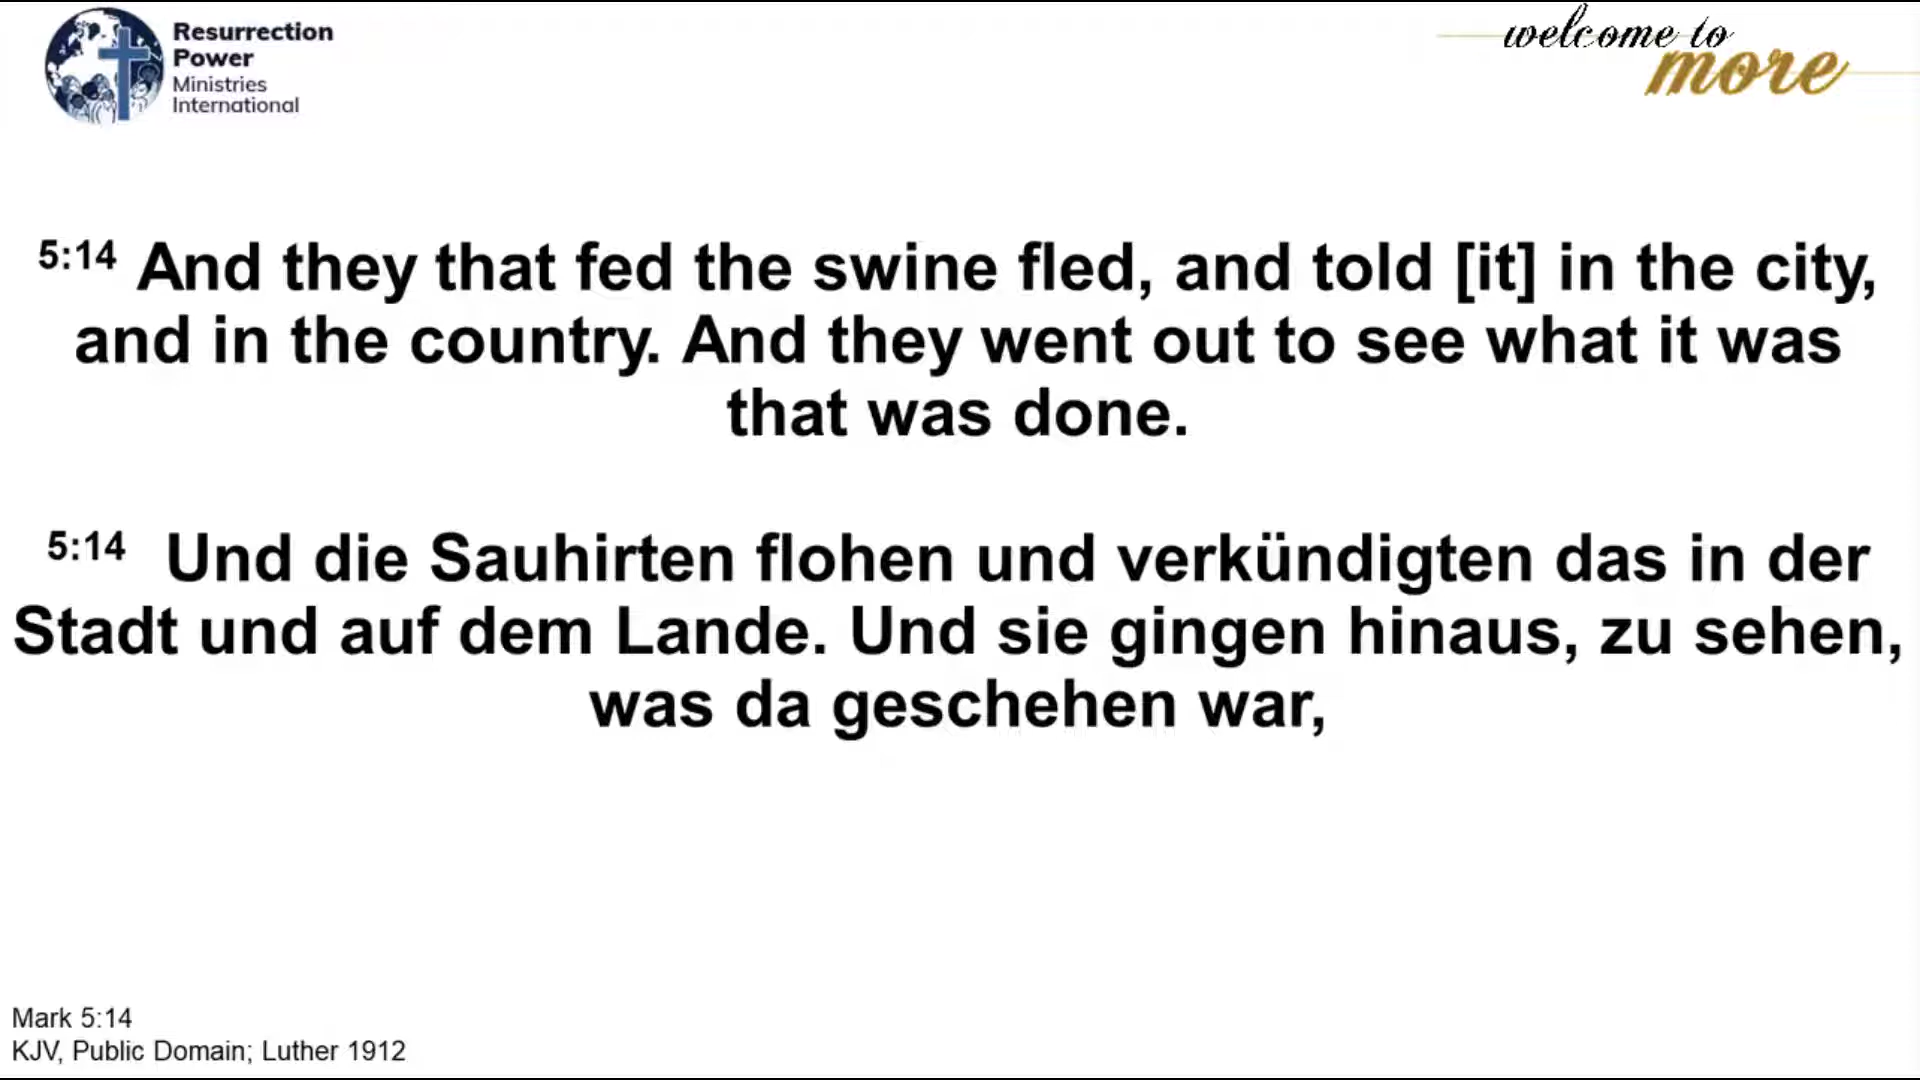 Resurrection
Power
Ministries
International
welcome to
more
5:14 And they that fed the swine fled, and told [it] in the city,
and in the country. And they went out to see what it was
that was done.
5:14 Und die Sauhirten flohen und verkündigten das in der
Stadt und auf dem Lande. Und sie gingen hinaus, zu sehen,
was da geschehen war,
Mark 5:14
KJV, Public Domain; Luther 1912